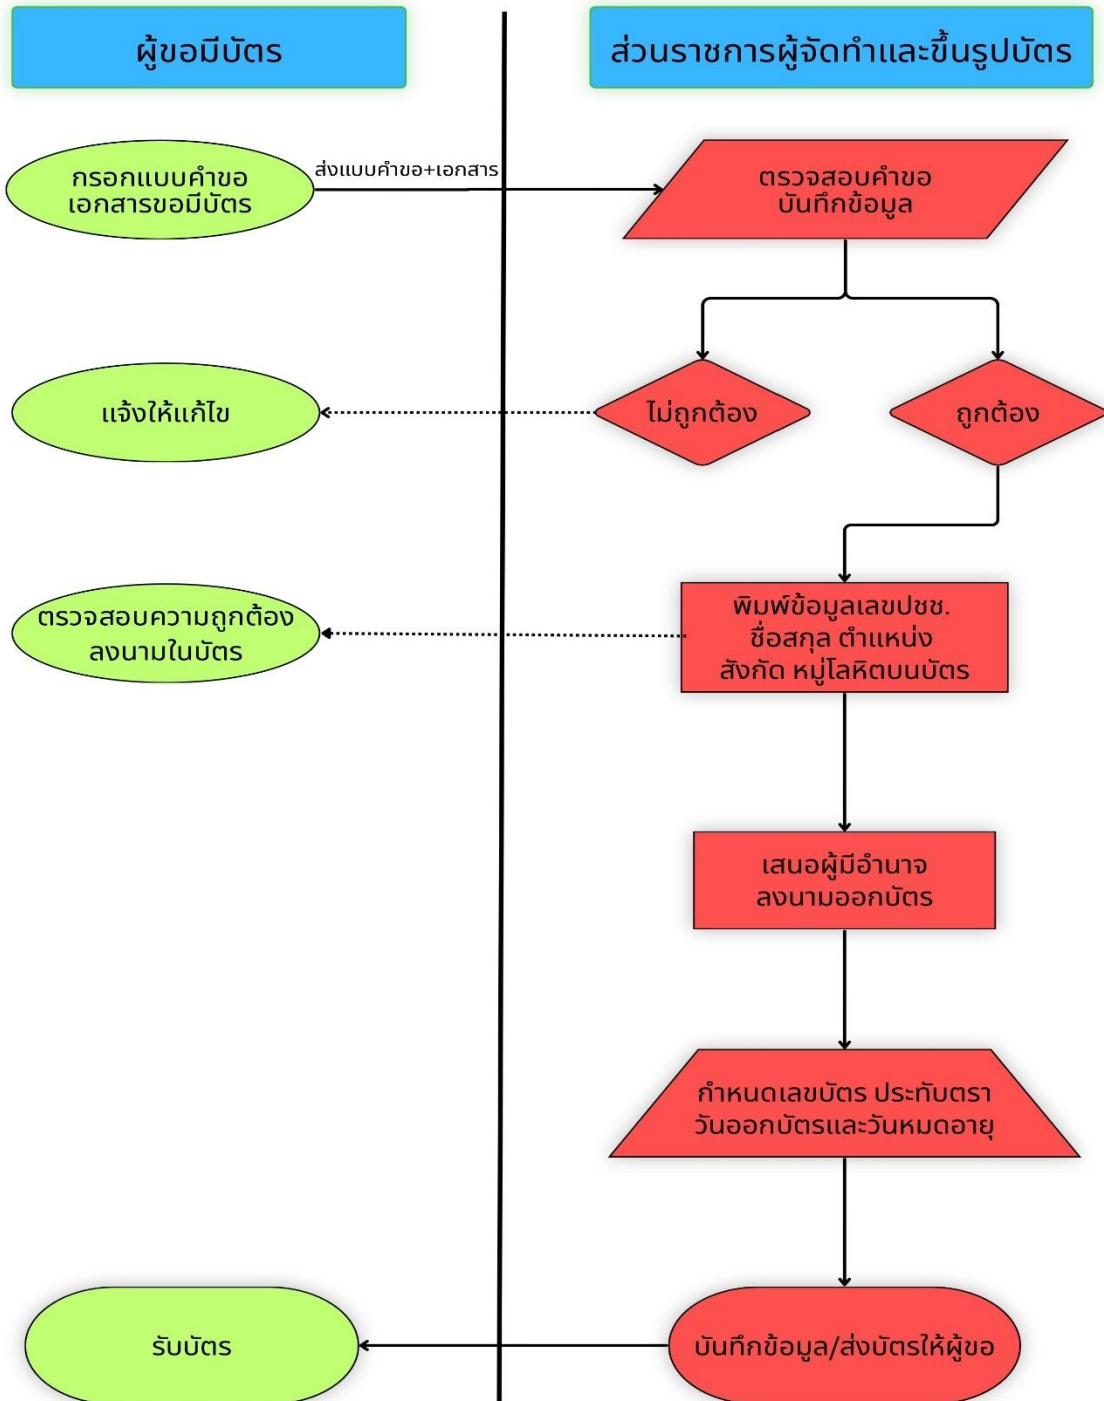 ผู้ขอมีบัตร
ส่วนราชการผู้จัดทำและขึ้นรูปบัตร
กรอกแบบคำขอ
เอกสารขอมีบัตร
ส่งแบบคำขอ+เอกสาร
ตรวจสอบคำขอ
บันทึกข้อมูล
แจ้งให้แก้ไข
ไม่ถูกต้อง
ถูกต้อง
ตรวจสอบความถูกต้อง
ลงนามในบัตร
พิมพ์ข้อมูลเลขปชช.
ชื่อสกุล ตำแหน่ง
สังกัด หมู่โลหิตบนบัตร
เสนอผู้มีอำนาจ
ลงนามออกบัตร
กำหนดเลขบัตร ประทับตรา
วันออกบัตรและวันหมดอายุ
รับบัตร
บันทึกข้อมูล/ส่งบัตรให้ผู้ขอ